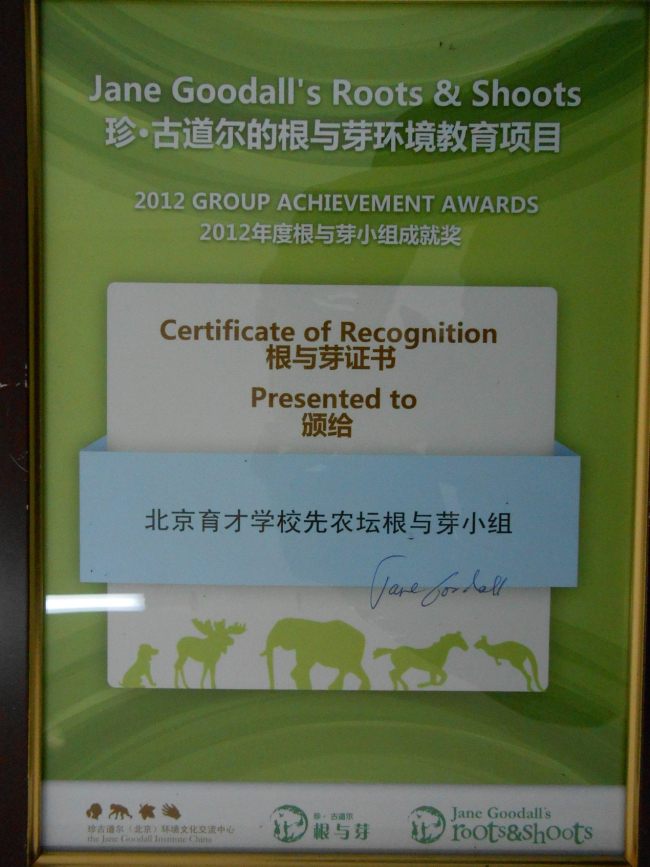 Jane Goodall's Roots & Shoots
珍·古道尔的根与芽环境教育项目
2012 GROUP ACHIEVEMENT AWARDS
2012年度根与芽小组成就奖
Certificate of Recognition
根与芽证书
Presented to
颁给
北京育才学校先农坛根与芽小组
Jane Goodall
珍古道尔（北京）环境文化交流中心
the Jane Goodall Institute China
珍·古道尔
根与芽
Jane Goodall's
roots&shoots